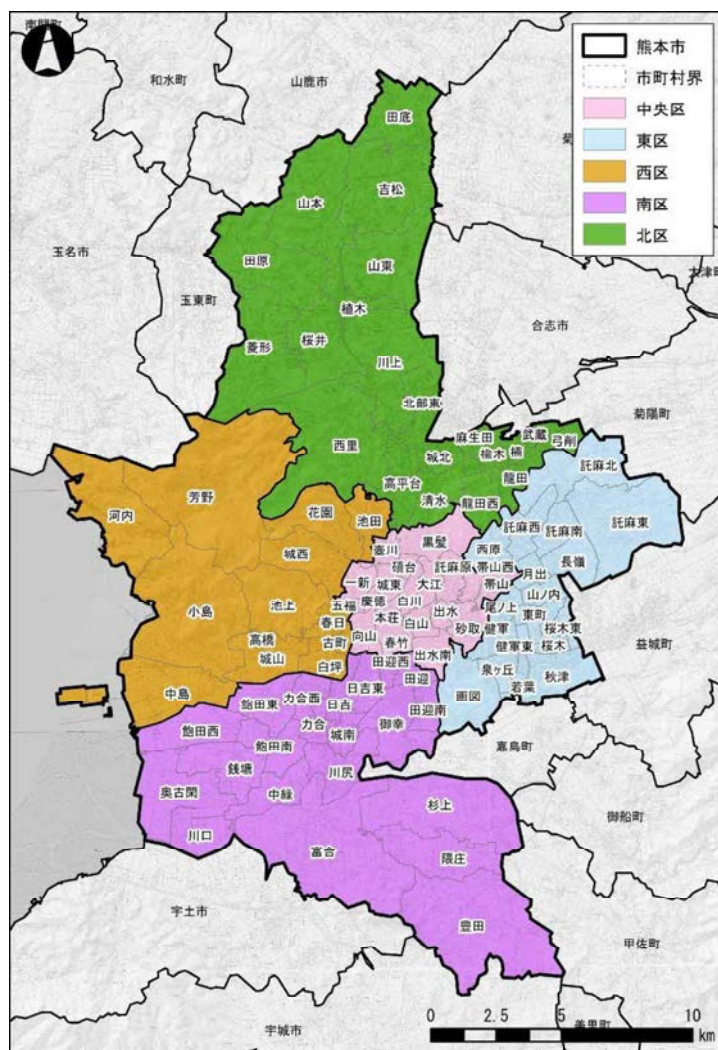 南関町
和水町
山鹿市
菊
玉名市
玉東町
合志市
大津町
菊陽町
益城町
嘉島町
御船町
甲佐町
美里町
宇土市
宇城市
熊本市
市町村界
中央区
東区
西区
南区
北区
田底
吉松
山本
田原
山東
植木
桜井
菱形
川上
北部東
西里
麻生田
武蔵
弓削
城北
楡木
楠
龍田
高平台
清水
龍田西
託麻北
芳野
河内
花園
池田
託麻西
託麻南
託麻東
城西
壺川
黒髪
西原
長嶺
碩台
託麻原
帯山西
月出
一新
城東
大江
帯山
山ノ内
小島
池上
五福
慶徳
白川
出水
尾ノ上
東町
春日
本荘
白山
砂取
健軍
桜木東
高橋
古町
向山
春竹
健軍東
桜木
城山
白坪
田迎西
出水南
泉ヶ丘
秋津
中島
日吉東
田迎
画図
若葉
飽田東
力合西
日吉
田迎南
飽田西
力合
城南
御幸
飽田南
銭塘
川尻
奥古閑
中緑
杉上
川口
富合
隈庄
豊田
0 2.5 5 10
km